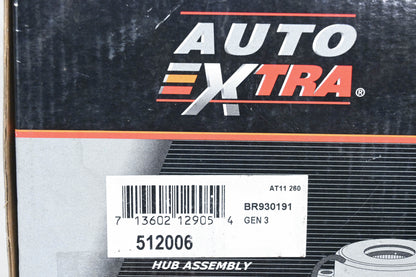 AUTO
EXTRA®
AT11 260
BR930191
7 13602 12905 4
GEN 3
512006
HUB ASSEMBLY